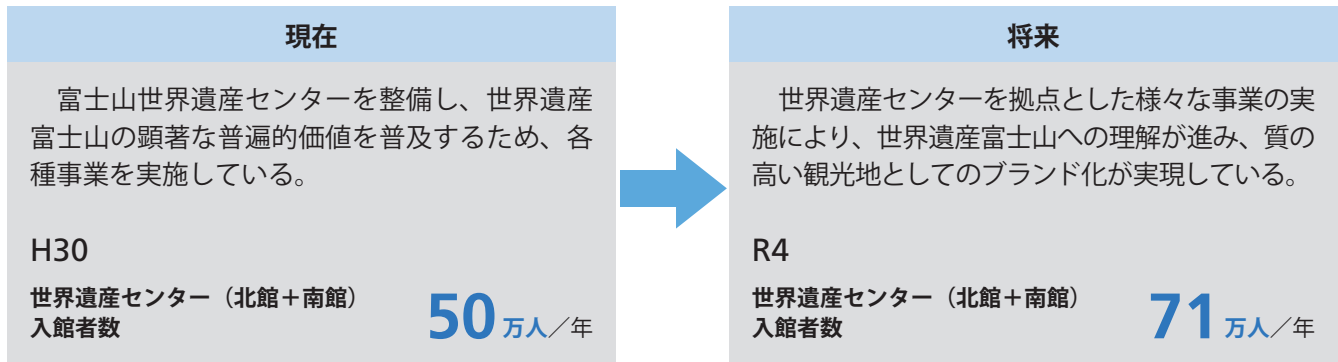 現在
富士山世界遺産センターを整備し、世界遺産
富士山の顕著な普遍的価値を普及するため、各
種事業を実施している。
H30
世界遺産センター（北館＋南館）
入館者数
50万人／年
将来
世界遺産センターを拠点とした様々な事業の実
施により、世界遺産富士山への理解が進み、質の
高い観光地としてのブランド化が実現している。
R4
世界遺産センター（北館＋南館）
入館者数
71万人／年